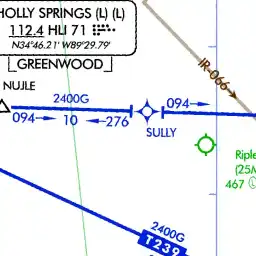 HOLLY SPRINGS (L) (L)
112.4 HLI 71
N34°46.21' W89°29.79'
GREENWOOD
IR-066
NUJLE
2400G
094
094 10 276
SULLY
Riple
(25M
467
2400G
T239